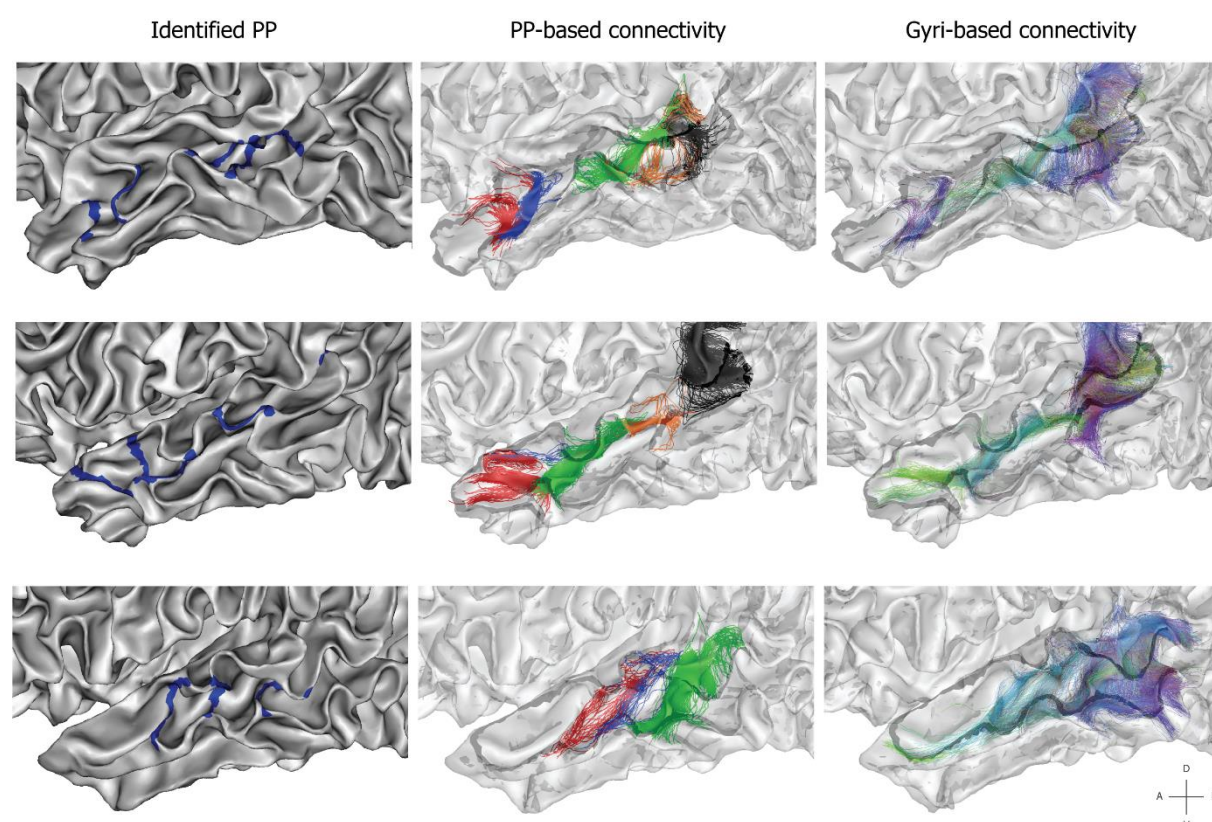 Identified PP
PP-based connectivity
Gyri-based connectivity
D
A